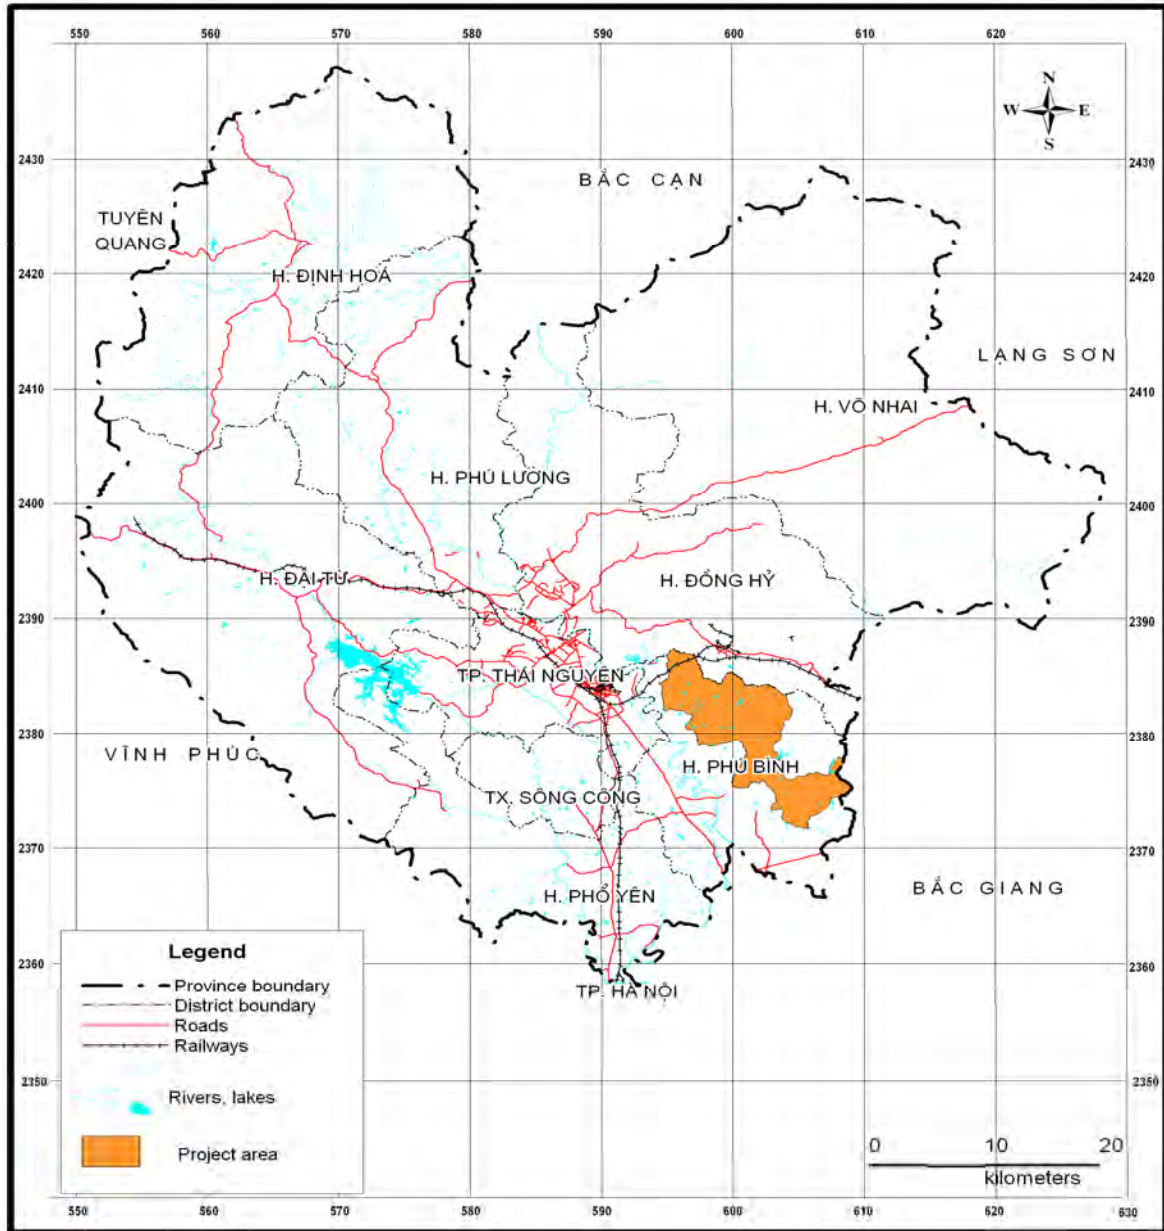 550 560 570 580 590 600 610 620
N
W E
S
2430 2430
BẮC CẠN
TUYÊN
QUANG
2420 2420
H. ĐỊNH HOÁ
LẠNG SƠN
2410 2410
H. VÕ NHAI
H. PHÚ LƯƠNG
2400 2400
H. ĐẠI TỪ
H. ĐỒNG HỶ
2390 2390
TP. THÁI NGUYÊN
2380 2380
VĨNH PHÚC
H. PHÚ BÌNH
TX. SÔNG CÔNG
2370 2370
BẮC GIANG
H. PHỔ YÊN
2360 2360
TP. HÀ NỘI
Legend
Province boundary
District boundary
Roads
Railways
Rivers, lakes
Project area
2350 2350
0 10 20
kilometers
550 560 570 580 590 600 610 620 630